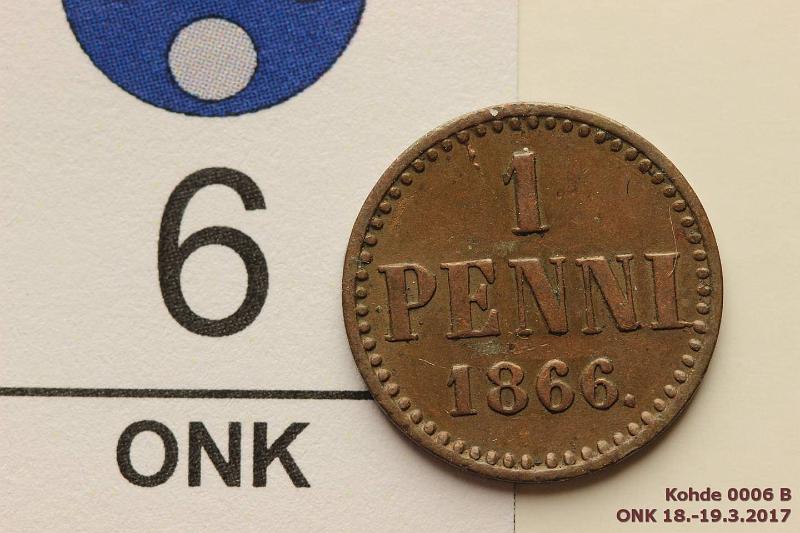 6
ONK
1
PENNI
1866.
Kohde 0006 B
ONK 18.-19.3.2017